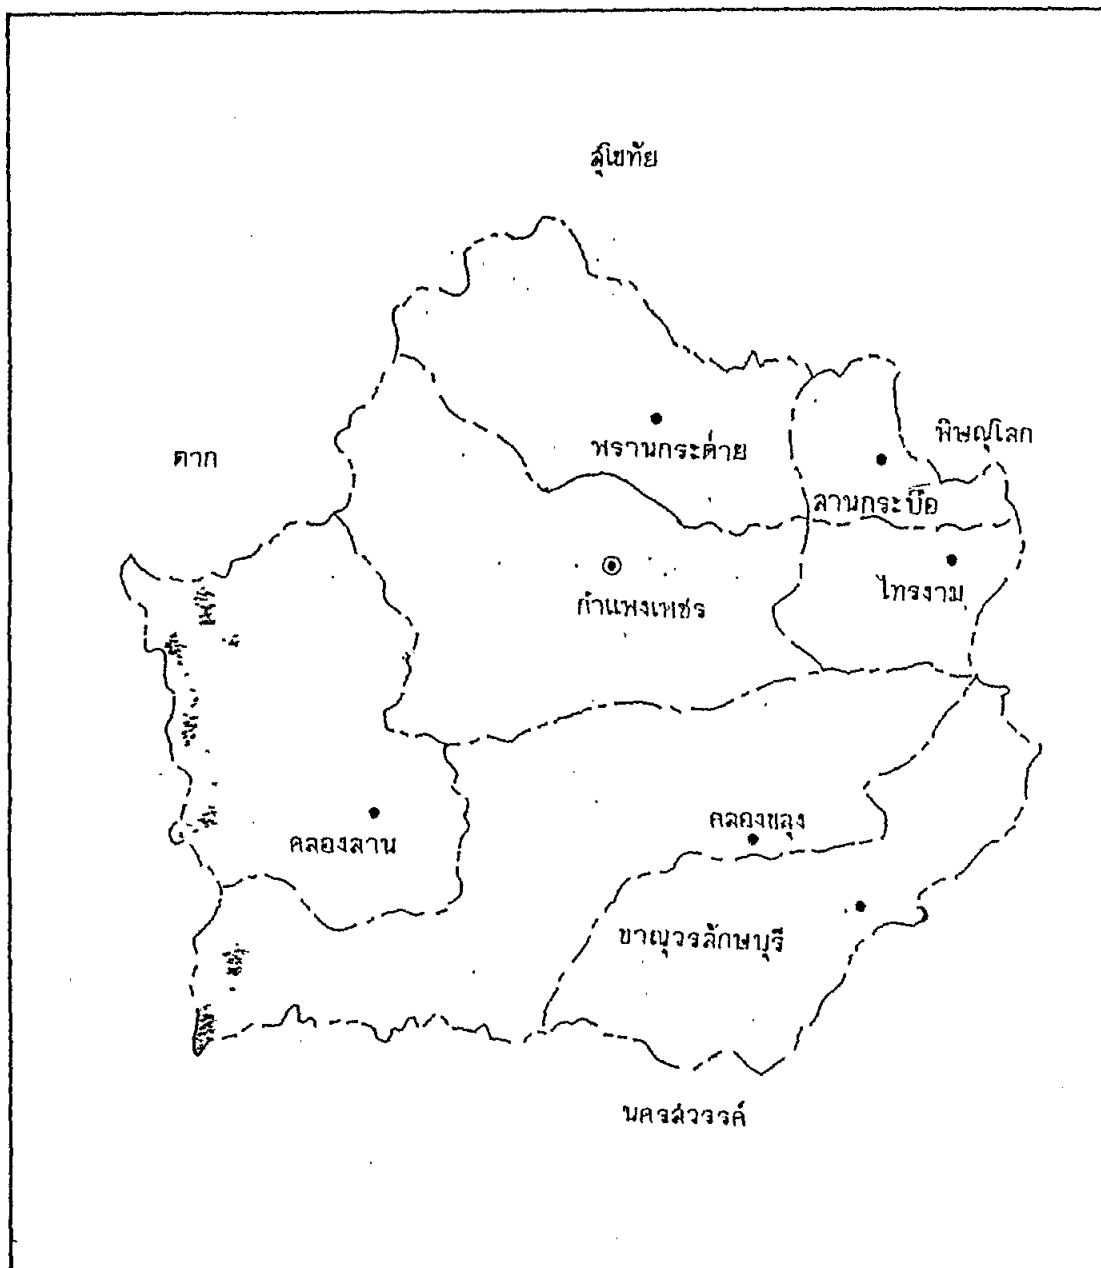 สุโขทัย
พิษณุโลก
ตาก
พรานกระต่าย
ลานกระบือ
ไทรงาม
กำแพงเพชร
คลองขลุง
คลองลาน
ขาณุวรลักษบุรี
นครสวรรค์